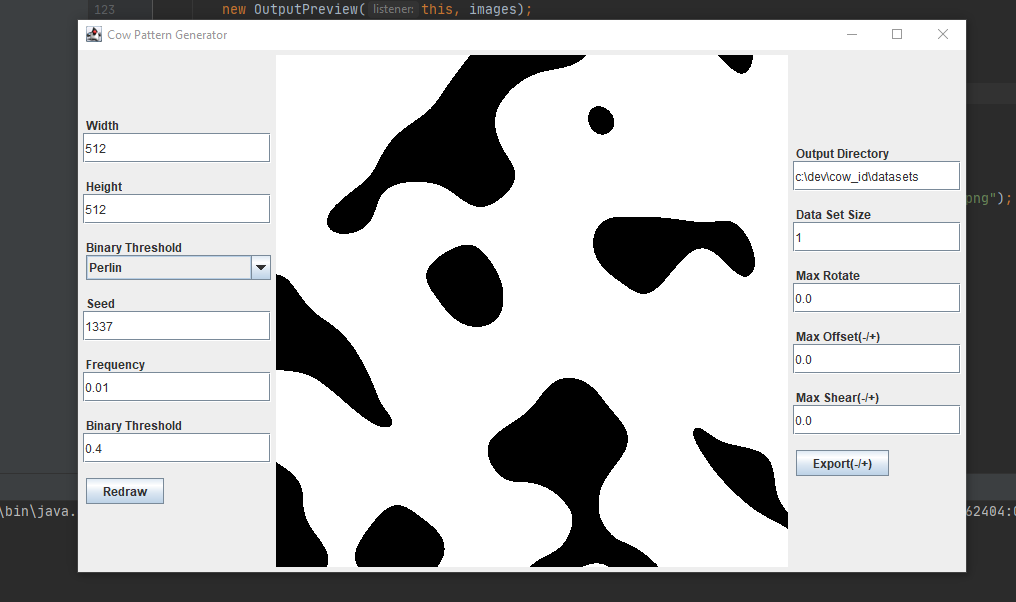 123 new OutputPreview( listener: this, images);
Cow Pattern Generator
Width
512
Height
512
Binary Threshold
Perlin
Seed
1337
Frequency
0.01
Binary Threshold
0.4
Redraw
Output Directory
c:\dev\cow_id\datasets
Data Set Size
1
Max Rotate
0.0
Max Offset(-/+)
0.0
Max Shear(-/+)
0.0
Export(-/+)
png");
\bin\java.
62404: